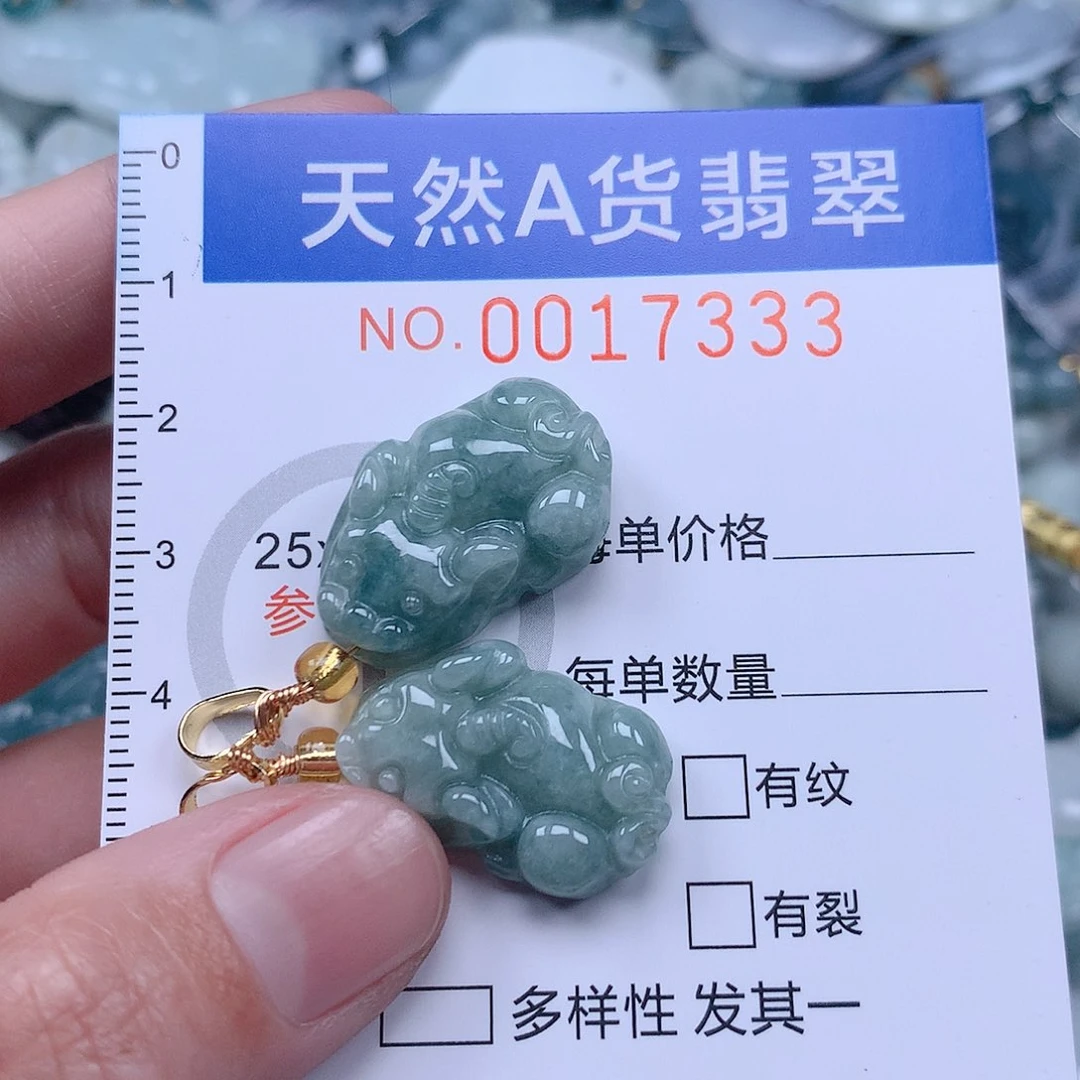 天然A货翡翠
NO.0017333
0
1
2
3
4
25
参
单价格
每单数量
有纹
有裂
多样性 发其一